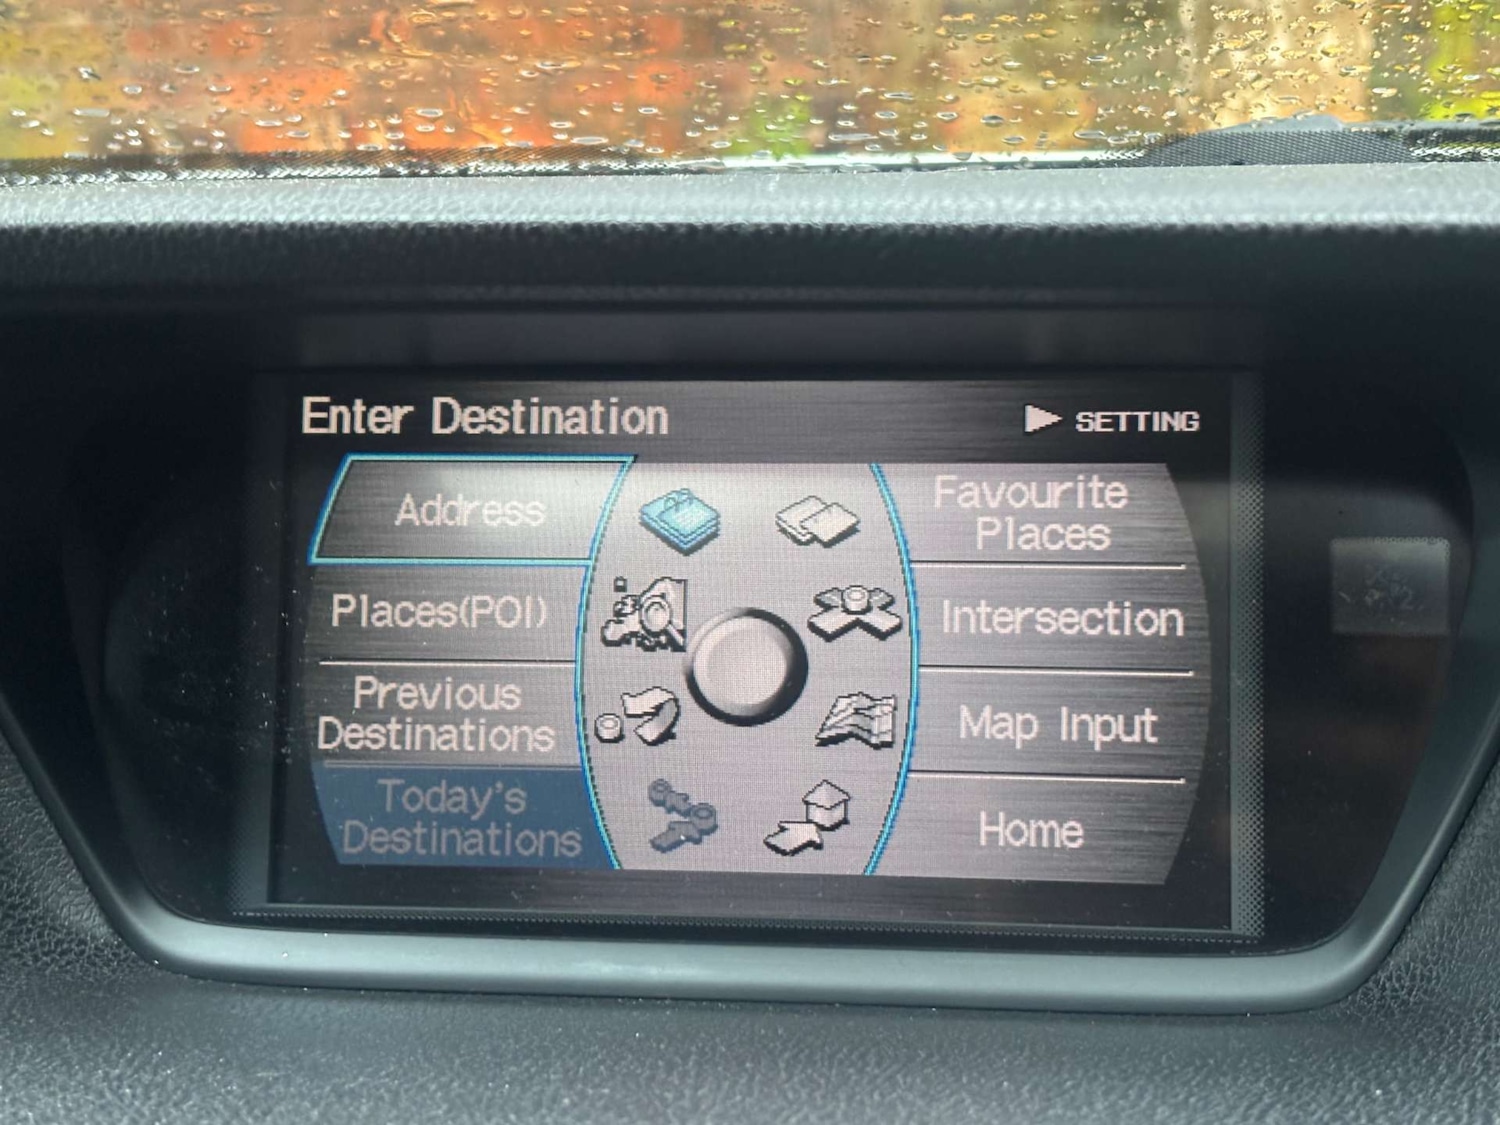 Enter Destination
SETTING
Address
Places(POI)
Previous
Destinations
Today's
Destinations
Favourite
Places
Intersection
Map Input
Home